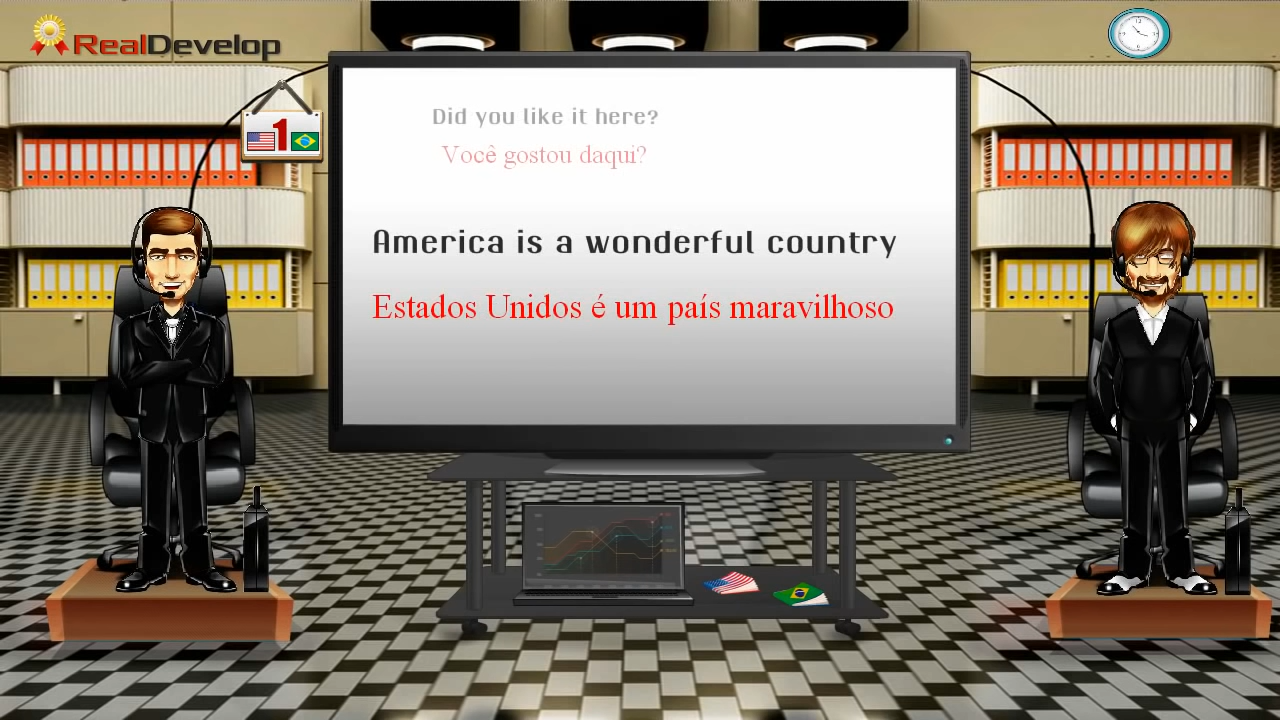 RealDevelop
1
Did you like it here?
Você gostou daqui?
America is a wonderful country
Estados Unidos é um país maravilhoso